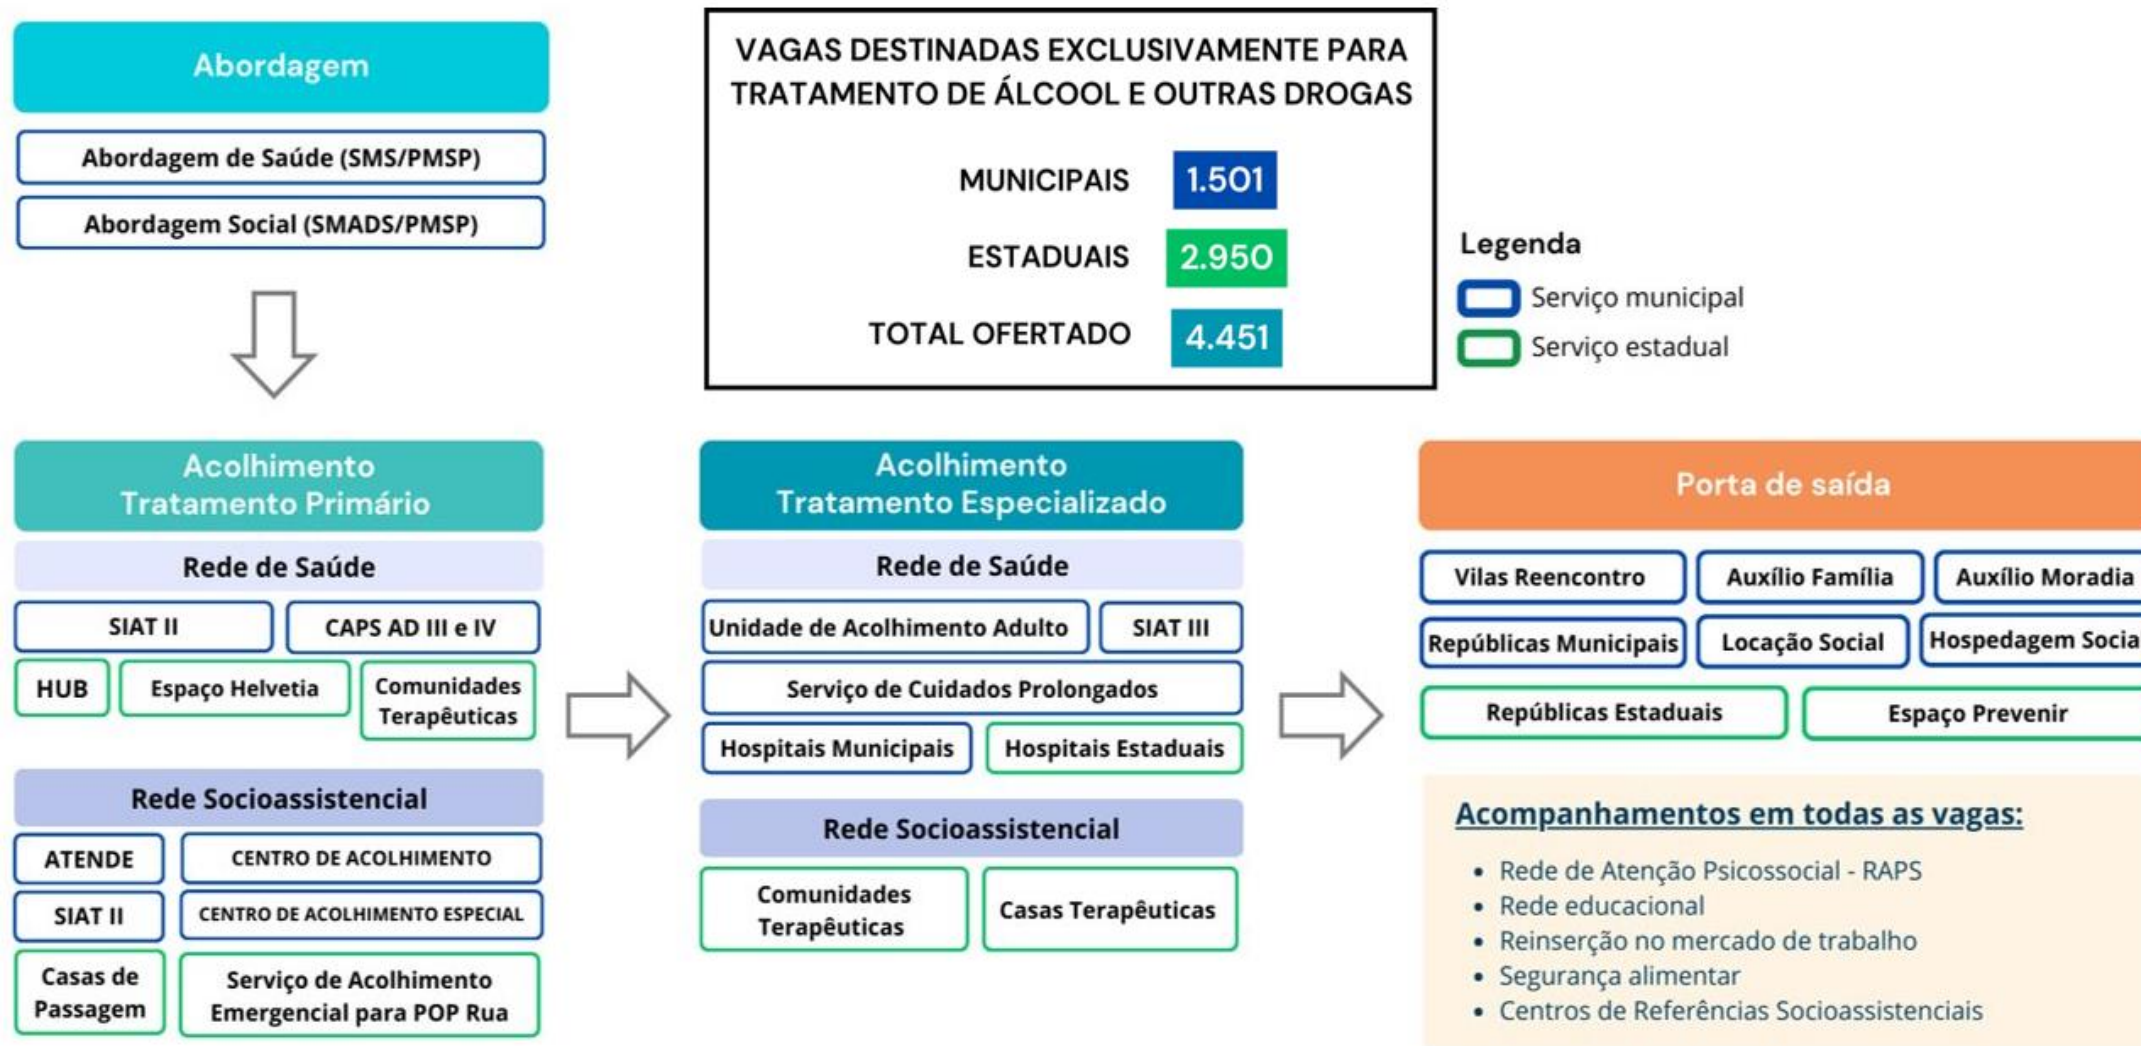 Abordagem
Abordagem de Saúde (SMS/PMSP)
Abordagem Social (SMADS/PMSP)
VAGAS DESTINADAS EXCLUSIVAMENTE PARA
TRATAMENTO DE ÁLCOOL E OUTRAS DROGAS
MUNICIPAIS 1.501
ESTADUAIS 2.950
TOTAL OFERTADO 4.451
Legenda
Serviço municipal
Serviço estadual
Acolhimento
Tratamento Primário
Rede de Saúde
SIAT II CAPS AD III e IV
HUB Espaço Helvetia Comunidades
Terapêuticas
Rede Socioassistencial
ATENDE CENTRO DE ACOLHIMENTO
SIAT II CENTRO DE ACOLHIMENTO ESPECIAL
Casas de
Passagem
Serviço de Acolhimento
Emergencial para POP Rua
Acolhimento
Tratamento Especializado
Rede de Saúde
Unidade de Acolhimento Adulto SIAT III
Serviço de Cuidados Prolongados
Hospitais Municipais Hospitais Estaduais
Rede Socioassistencial
Comunidades
Terapêuticas
Casas Terapêuticas
Porta de saída
Vilas Reencontro Auxílio Família Auxílio Moradia
Repúblicas Municipais Locação Social Hospedagem Socia
Repúblicas Estaduais Espaço Prevenir
Acompanhamentos em todas as vagas:
• Rede de Atenção Psicossocial - RAPS
• Rede educacional
• Reinserção no mercado de trabalho
• Segurança alimentar
• Centros de Referências Socioassistenciais